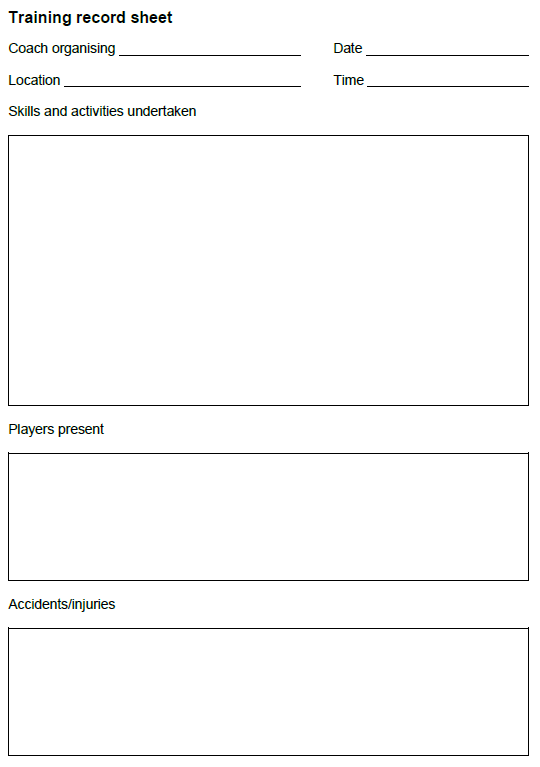 Training record sheet
Coach organising Date
Location Time
Skills and activities undertaken
Players present
Accidents/injuries